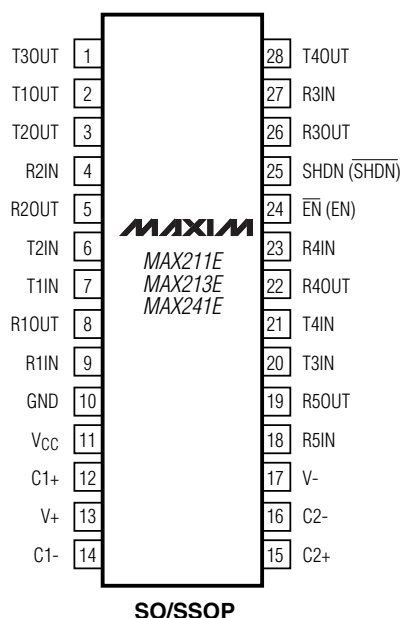 T3OUT 1
T1OUT 2
T2OUT 3
R2IN 4
R2OUT 5
T2IN 6
T1IN 7
R1OUT 8
R1IN 9
GND 10
VCC 11
C1+ 12
V+ 13
C1- 14
MAXIM
MAX211E
MAX213E
MAX241E
28 T4OUT
27 R3IN
26 R3OUT
25 SHDN (S̅H̅D̅N̅)
24 E̅N̅ (EN)
23 R4IN
22 R4OUT
21 T4IN
20 T3IN
19 R5OUT
18 R5IN
17 V-
16 C2-
15 C2+
SO/SSOP